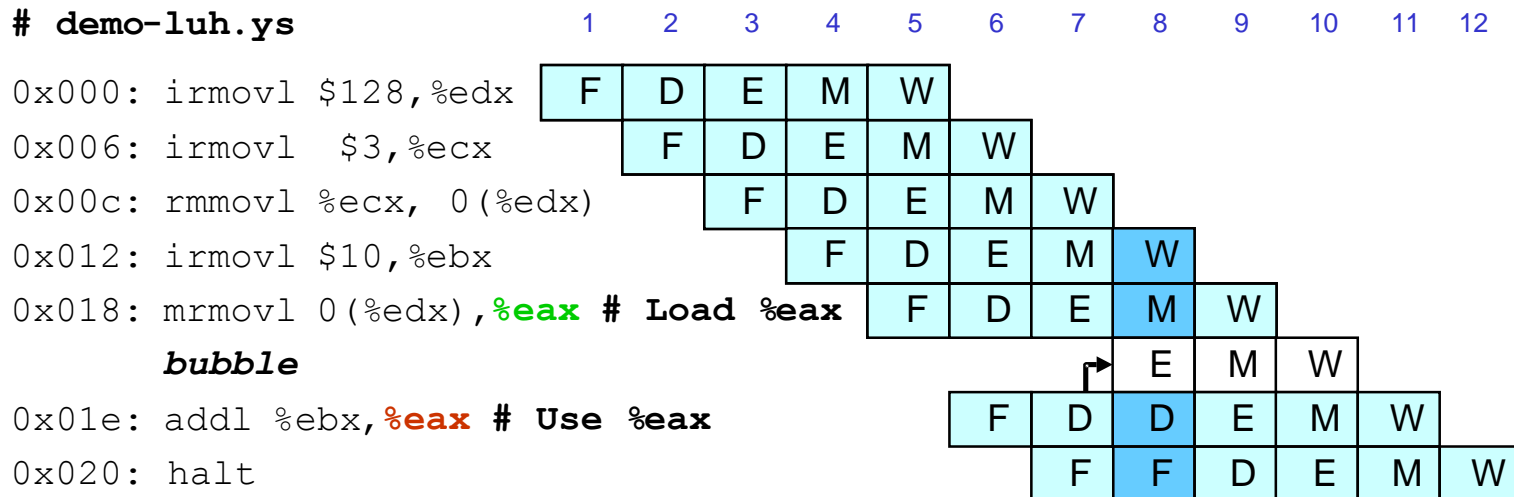 # demo-luh.ys 1 2 3 4 5 6 7 8 9 10 11 12
0x000: irmovl $128,%edx F D E M W
0x006: irmovl  $3,%ecx F D E M W
0x00c: rmmovl %ecx, 0(%edx) F D E M W
0x012: irmovl $10,%ebx F D E M W
0x018: mrmovl 0(%edx),%eax # Load %eax F D E M W
bubble E M W
0x01e: addl %ebx,%eax # Use %eax F D D E M W
0x020: halt F F D E M W